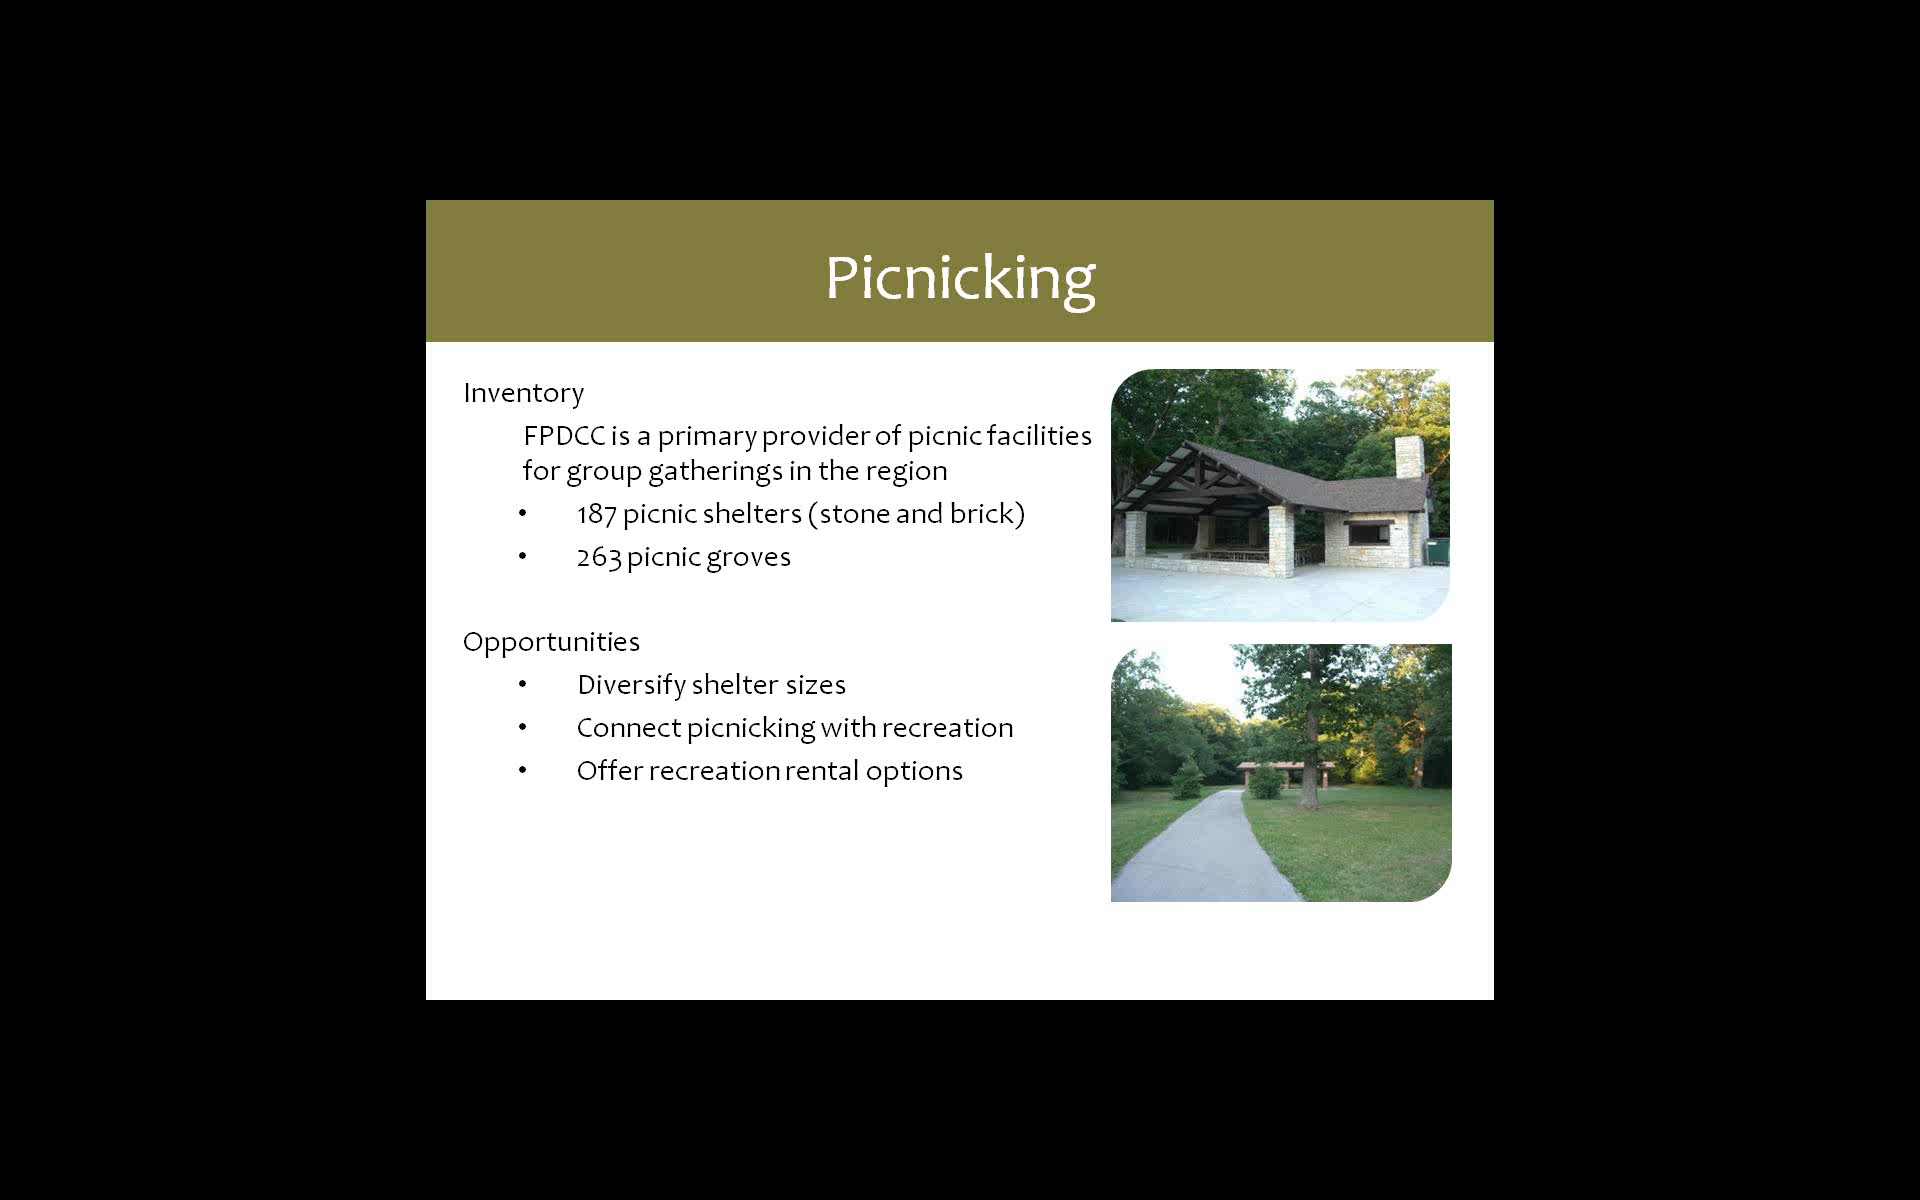 Picnicking
Inventory
FPDCC is a primary provider of picnic facilities
for group gatherings in the region
• 187 picnic shelters (stone and brick)
• 263 picnic groves
Opportunities
• Diversify shelter sizes
• Connect picnicking with recreation
• Offer recreation rental options